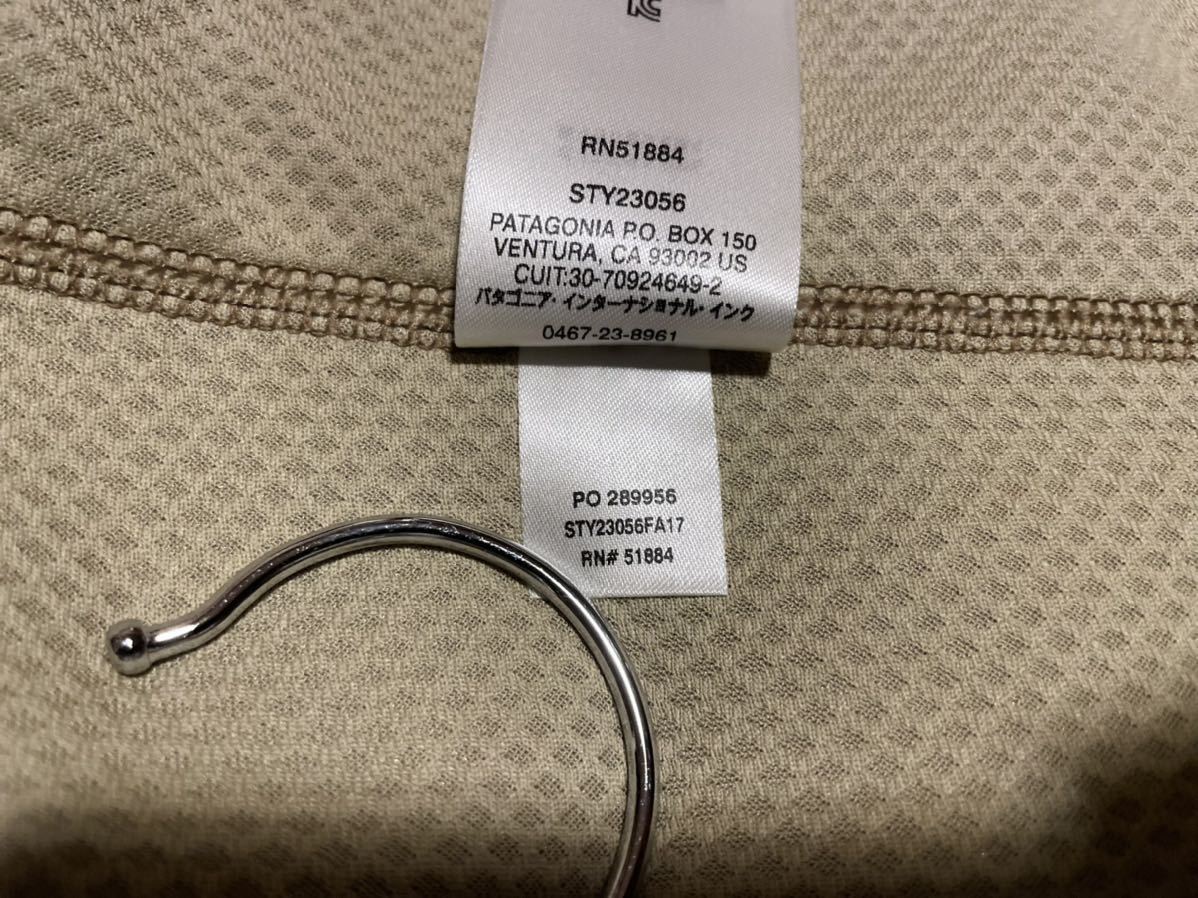 RN51884
STY23056
PATAGONIA P.O. BOX 150
VENTURA, CA 93002 US
CUIT:30-70924649-2
パタゴニア・インターナショナル・インク
0467-23-8961
PO 289956
STY23056FA17
RN# 51884